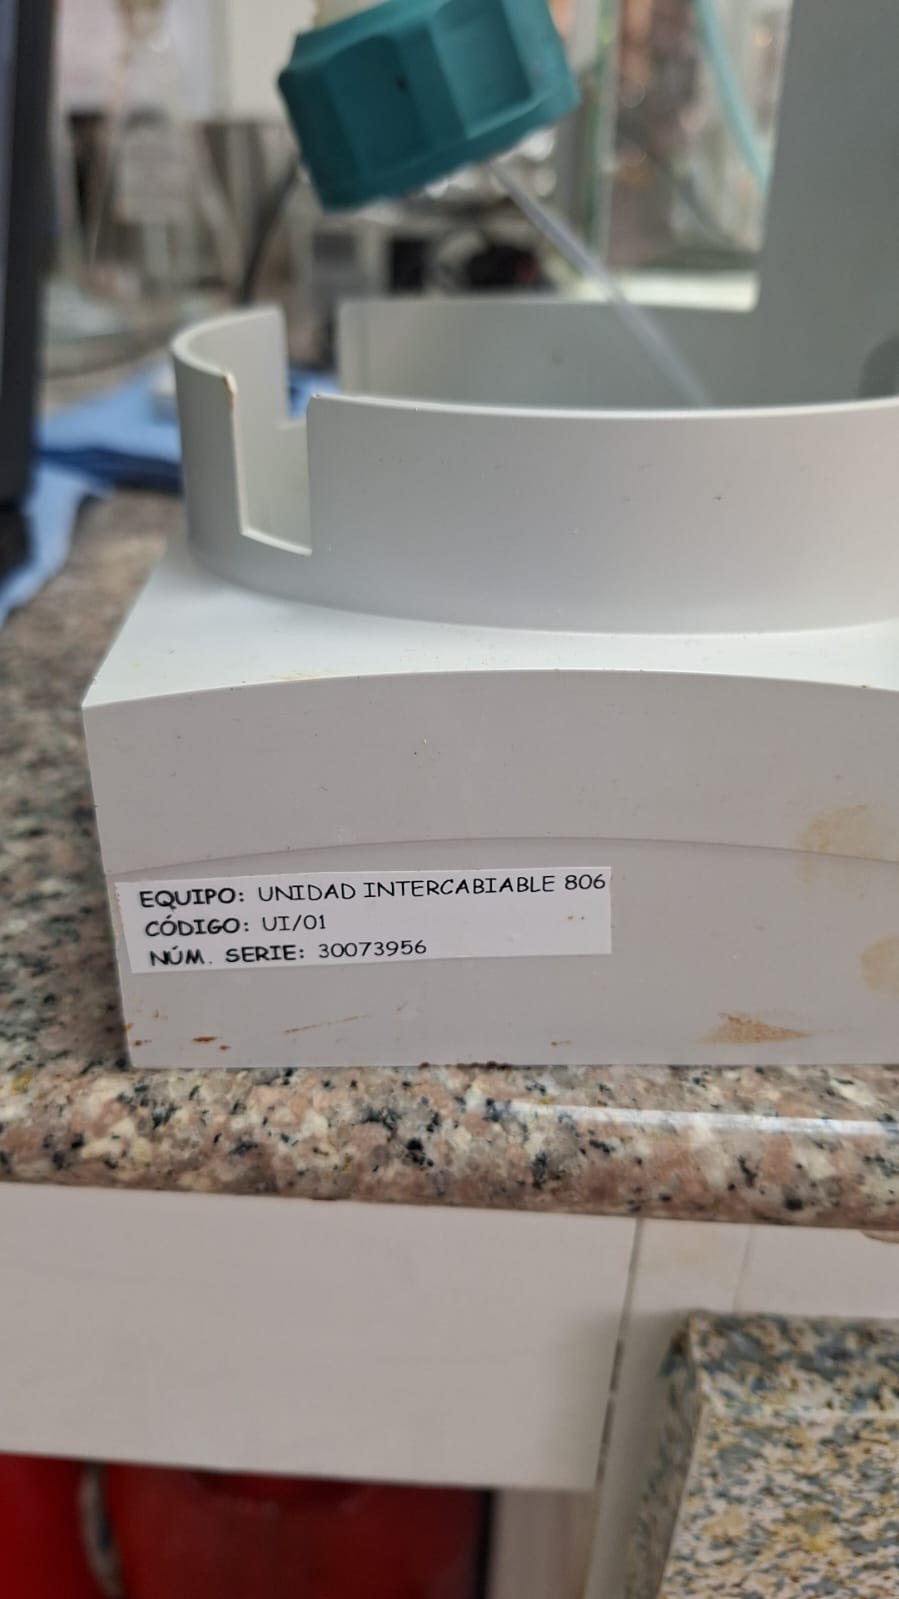 EQUIPO: UNIDAD INTERCABIABLE 806
CÓDIGO: UI/01
NÚM. SERIE: 30073956